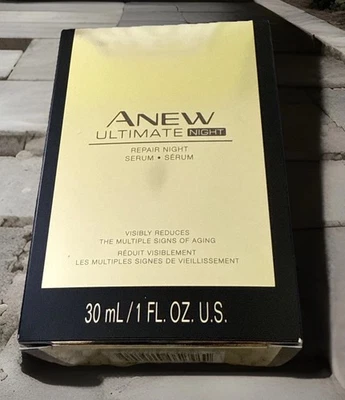 ANEW
ULTIMATE NIGHT
REPAIR NIGHT
SERUM • SÉRUM
VISIBLY REDUCES
THE MULTIPLE SIGNS OF AGING
RÉDUIT VISIBLEMENT
LES MULTIPLES SIGNES DE VIEILLISSEMENT
30 mL/1 FL. OZ. U.S.